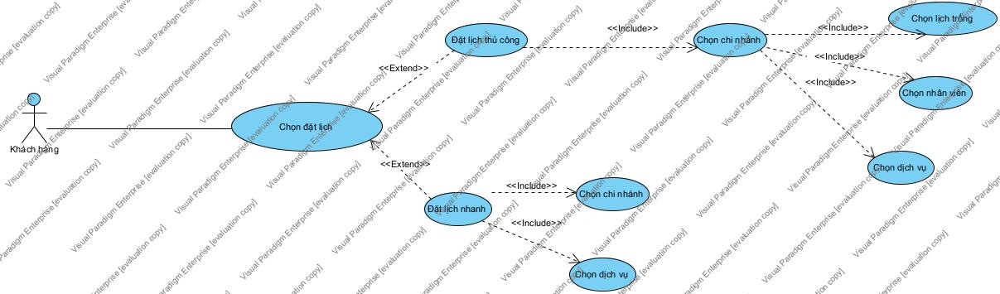 Chọn lịch trống
<<Include>>
Đặt lịch thủ công
<<Include>>
Chọn chi nhánh
<<Include>>
<<Extend>>
<<Include>>
Chọn nhân viên
Chọn đặt lịch
Khách hàng
<<Extend>>
Chọn dịch vụ
<<Include>>
Chọn chi nhánh
Đặt lịch nhanh
<<Include>>
Chọn dịch vụ
Visual Paradigm Enterprise [evaluation copy]